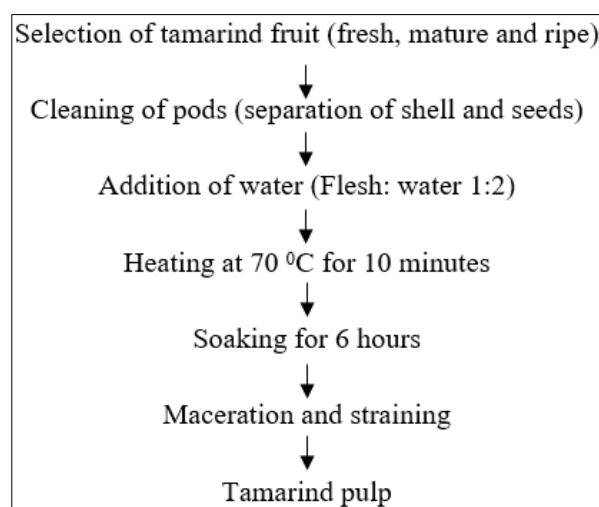 Selection of tamarind fruit (fresh, mature and ripe)
Cleaning of pods (separation of shell and seeds)
Addition of water (Flesh: water 1:2)
Heating at 70 ⁰C for 10 minutes
Soaking for 6 hours
Maceration and straining
Tamarind pulp